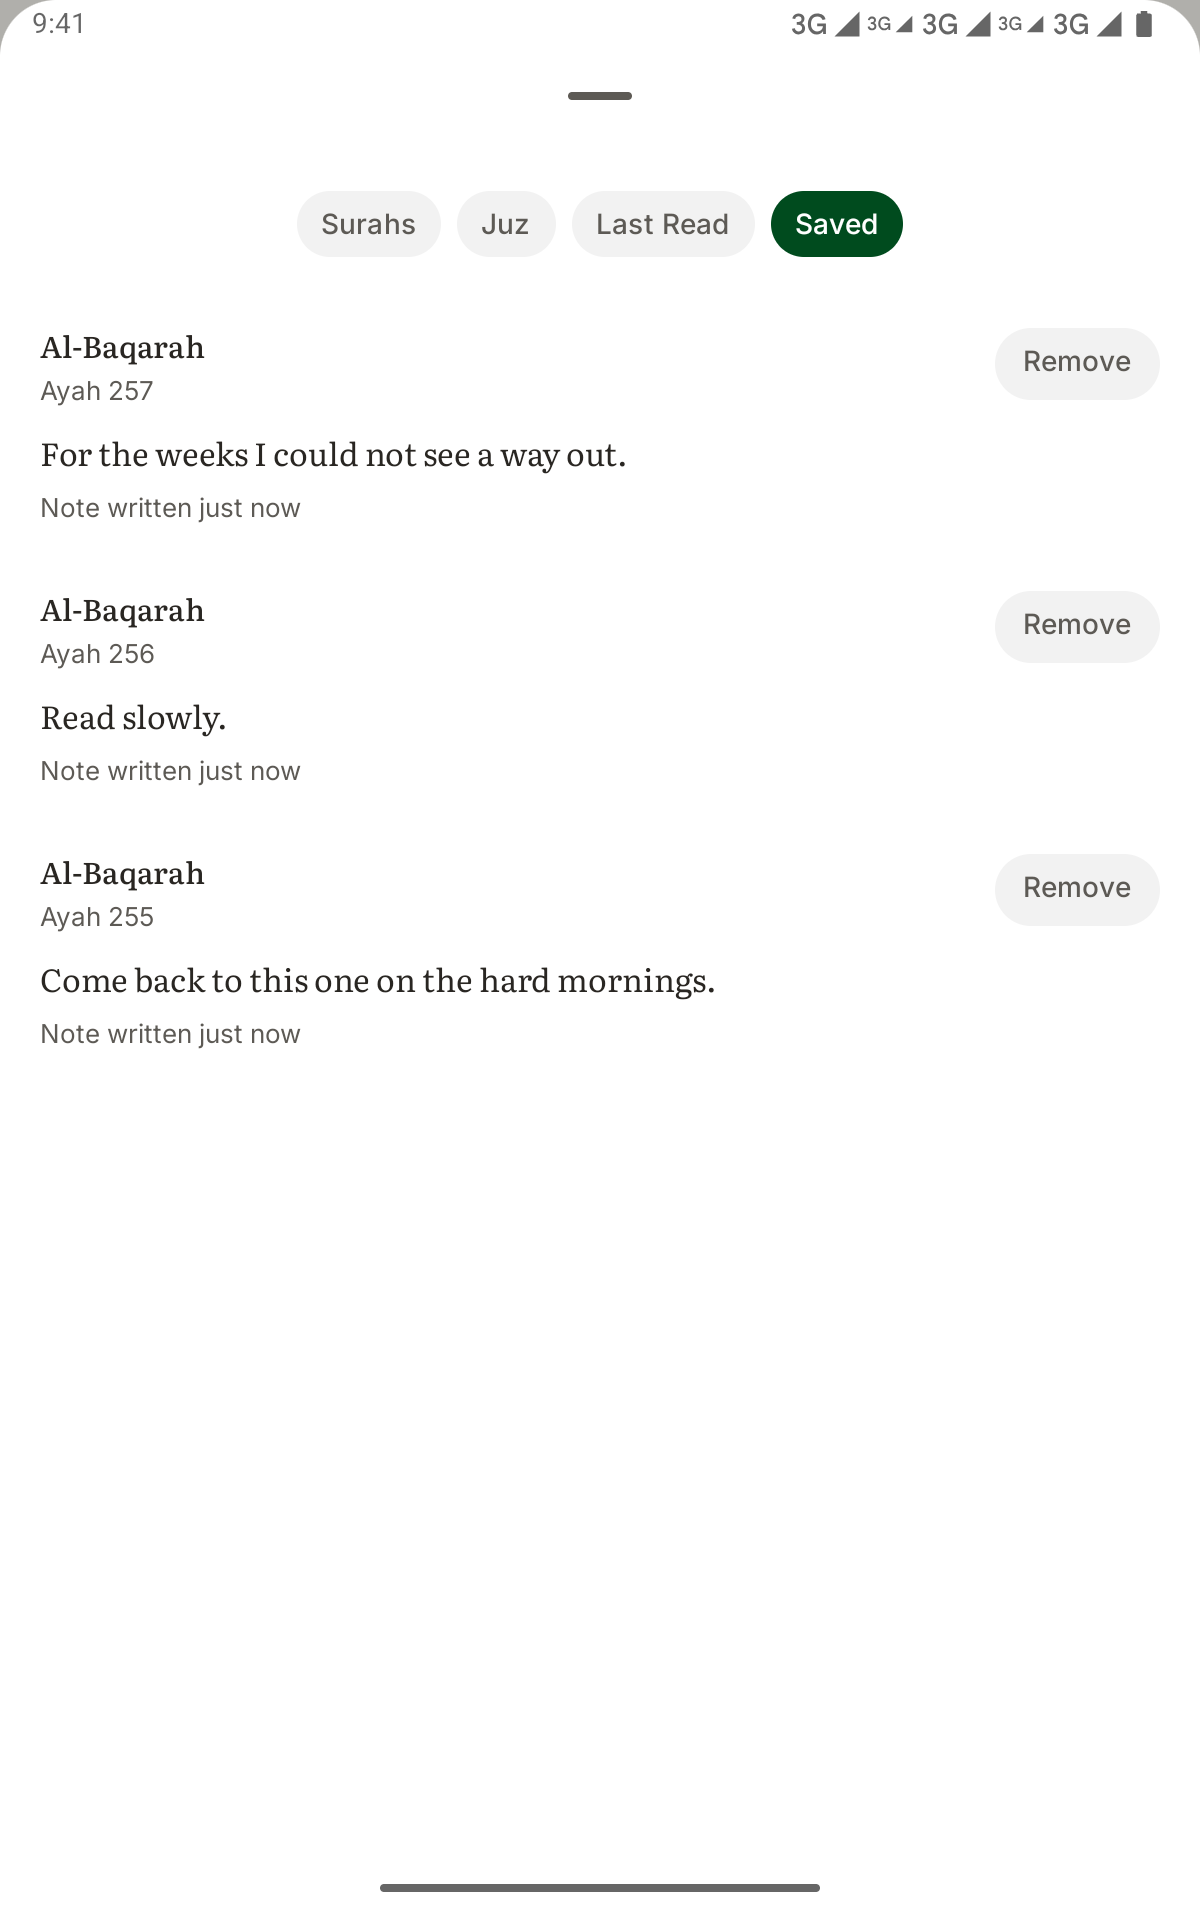 9:41 3G 3G 3G 3G 3G
Surahs Juz Last Read Saved
Al-Baqarah Remove
Ayah 257
For the weeks I could not see a way out.
Note written just now
Al-Baqarah Remove
Ayah 256
Read slowly.
Note written just now
Al-Baqarah Remove
Ayah 255
Come back to this one on the hard mornings.
Note written just now